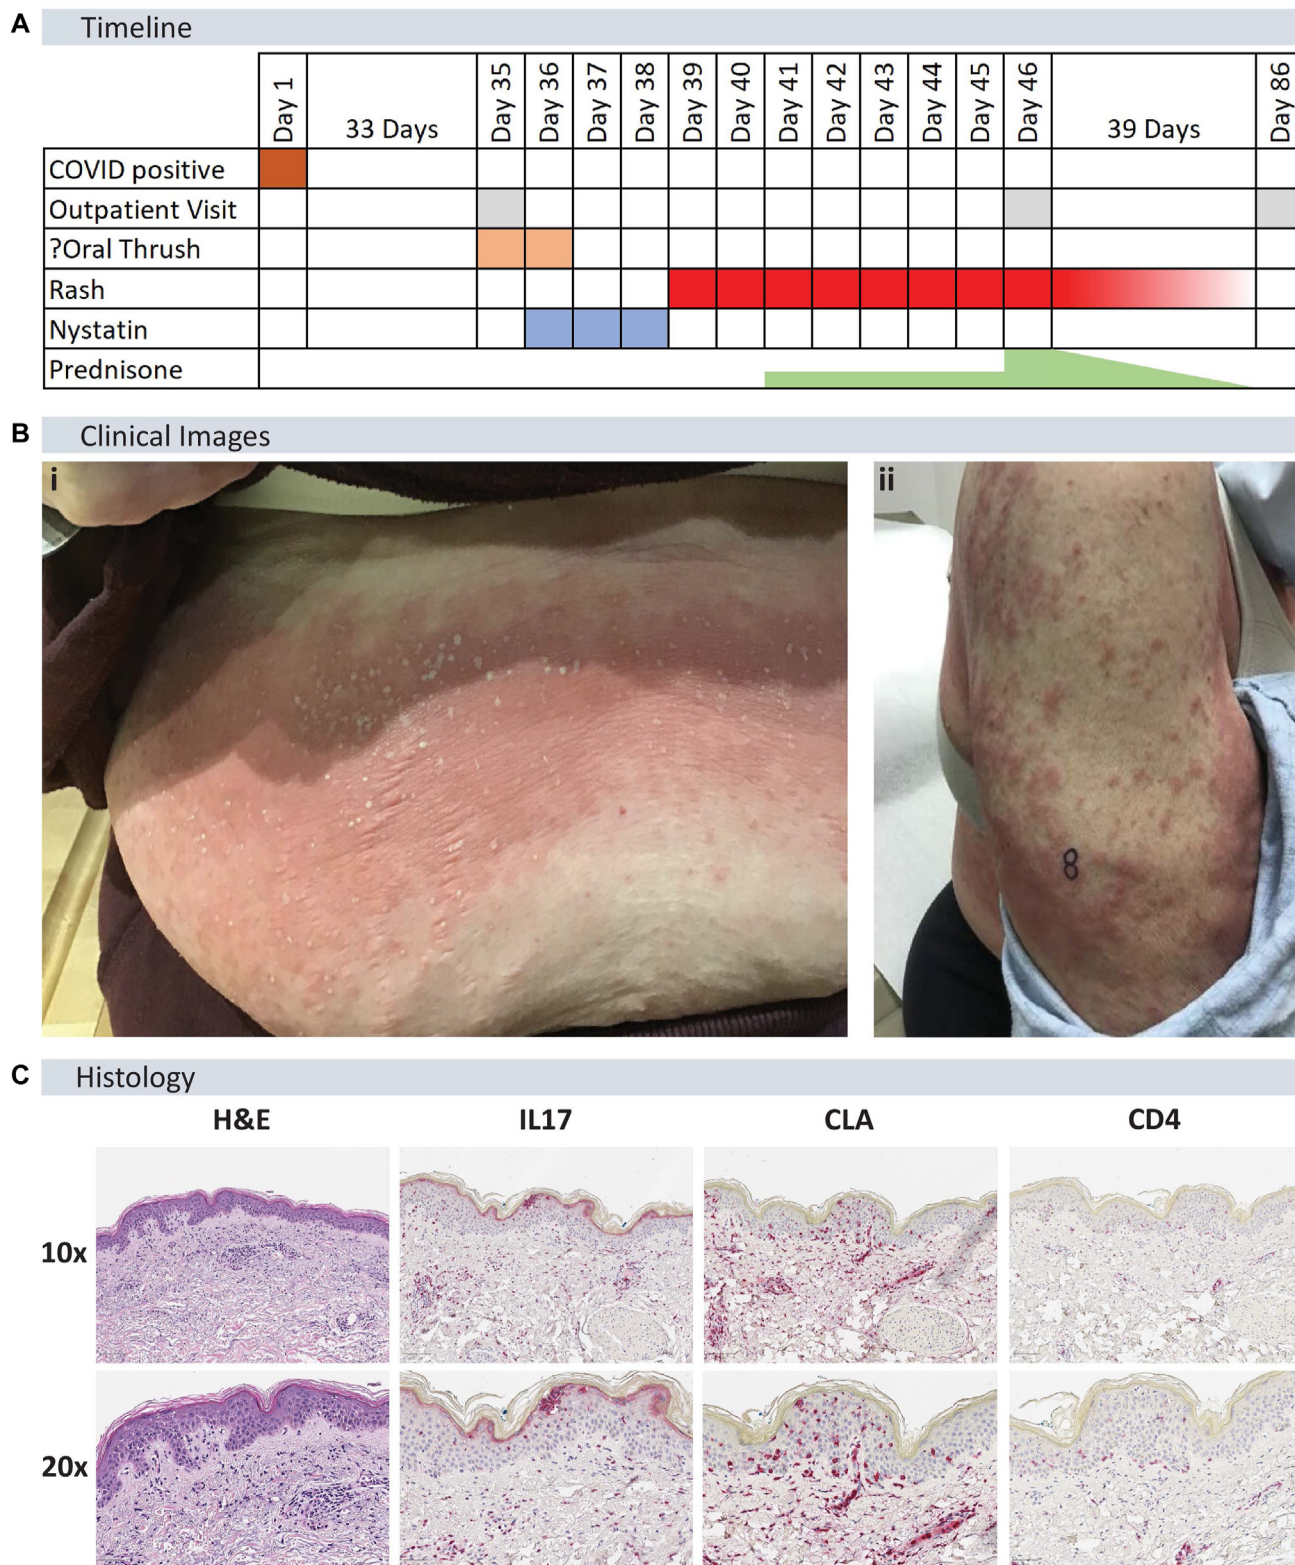 A Timeline
Day 1 33 Days Day 35 Day 36 Day 37 Day 38 Day 39 Day 40 Day 41 Day 42 Day 43 Day 44 Day 45 Day 46 39 Days Day 86
COVID positive
Outpatient Visit
?Oral Thrush
Rash
Nystatin
Prednisone
B Clinical Images
i ii
8
C Histology
H&E IL17 CLA CD4
10x
20x